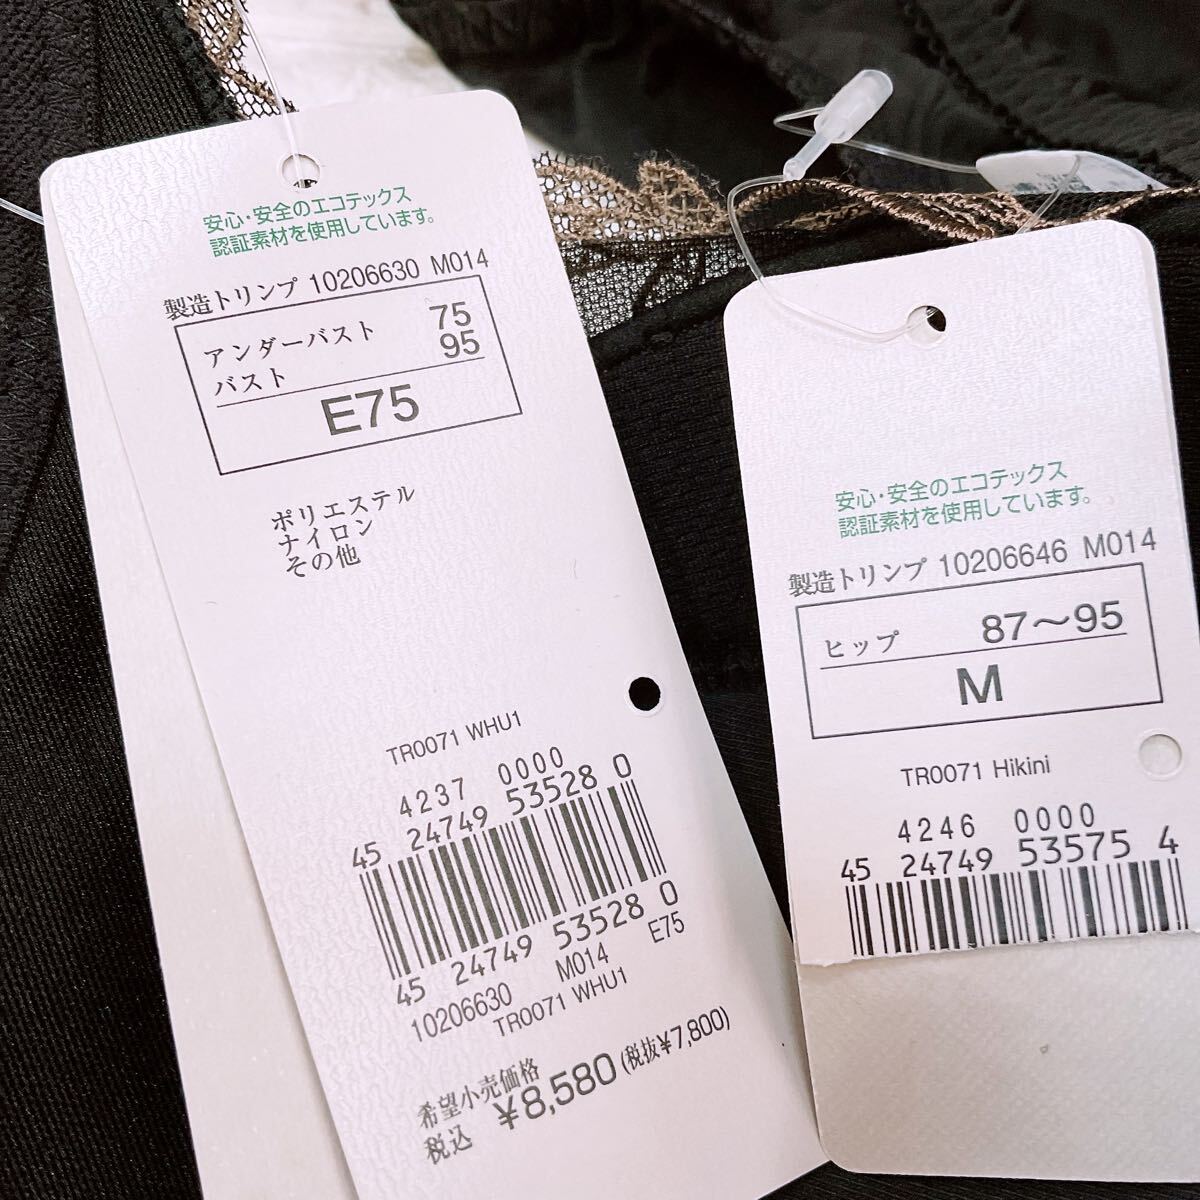 安心・安全のエコテックス
認証素材を使用しています。
製造トリンプ 10206630 M014
アンダーバスト 75
バスト 95
E75
ポリエステル
ナイロン
その他
TR0071 WHU1
4237 0000
45 24749 53528 0
45 24749 53528 0
10206630 M014 E75
TR0071 WHU1
希望小売価格
税込 ¥8,580 (税抜¥7,800)
安心・安全のエコテックス
認証素材を使用しています。
製造トリンプ 10206646 M014
ヒップ 87〜95
M
TR0071 Hikini
4246 0000
45 24749 53575 4